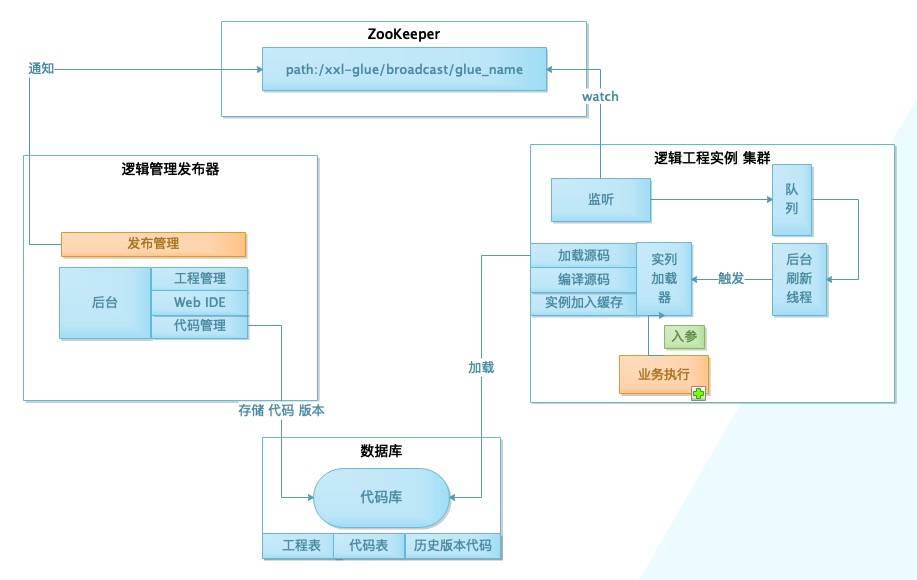 ZooKeeper
path:/xxl-glue/broadcast/glue_name
通知
watch
逻辑管理发布器
发布管理
后台
工程管理
Web IDE
代码管理
逻辑工程实例 集群
监听
队
列
加载源码
编译源码
实例加入缓存
实列
加载
器
触发
后台
刷新
线程
入参
业务执行
加载
存储 代码 版本
数据库
代码库
工程表
代码表
历史版本代码